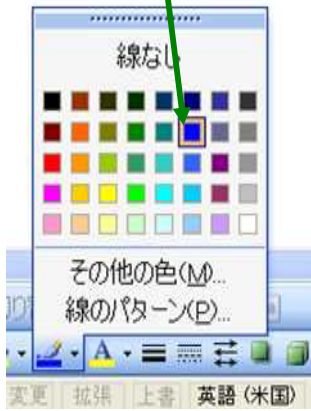 線なし
その他の色(M)...
線のパターン(P)...
A
変更 拡張 上書 英語 (米国)